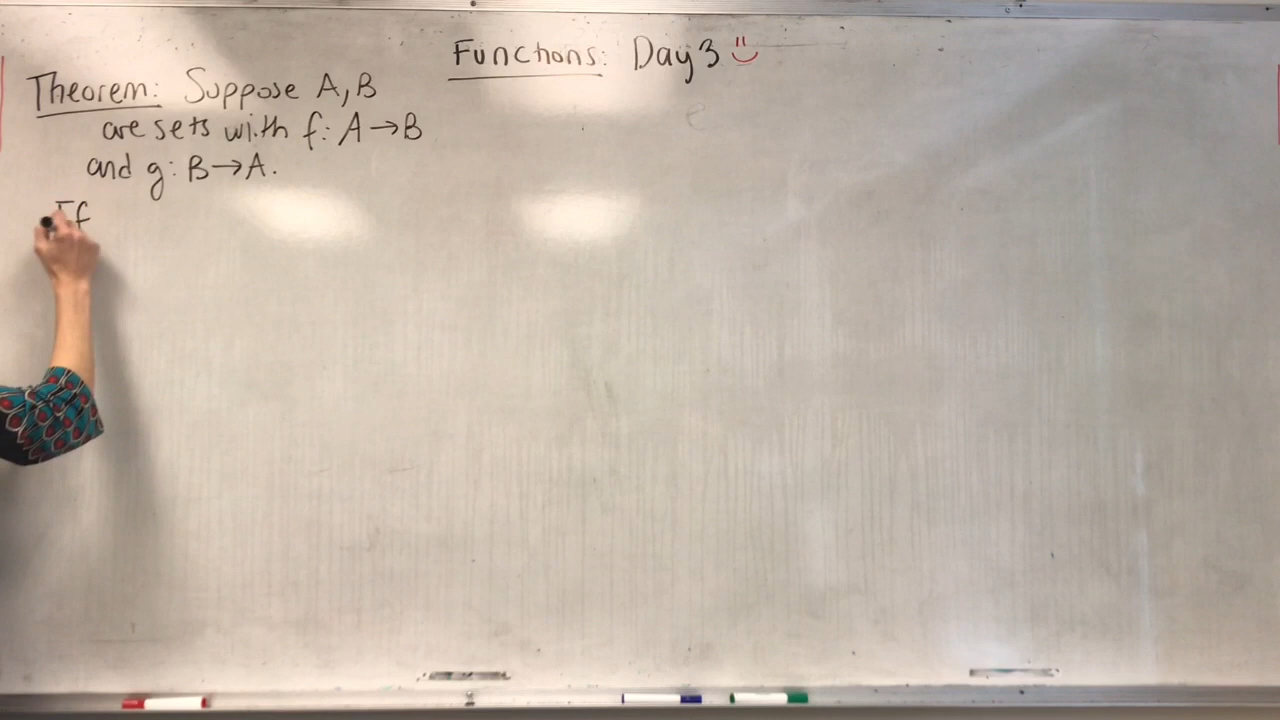 Functions: Day 3
Theorem: Suppose A, B
are sets with f: A→B
and g: B→A.
If